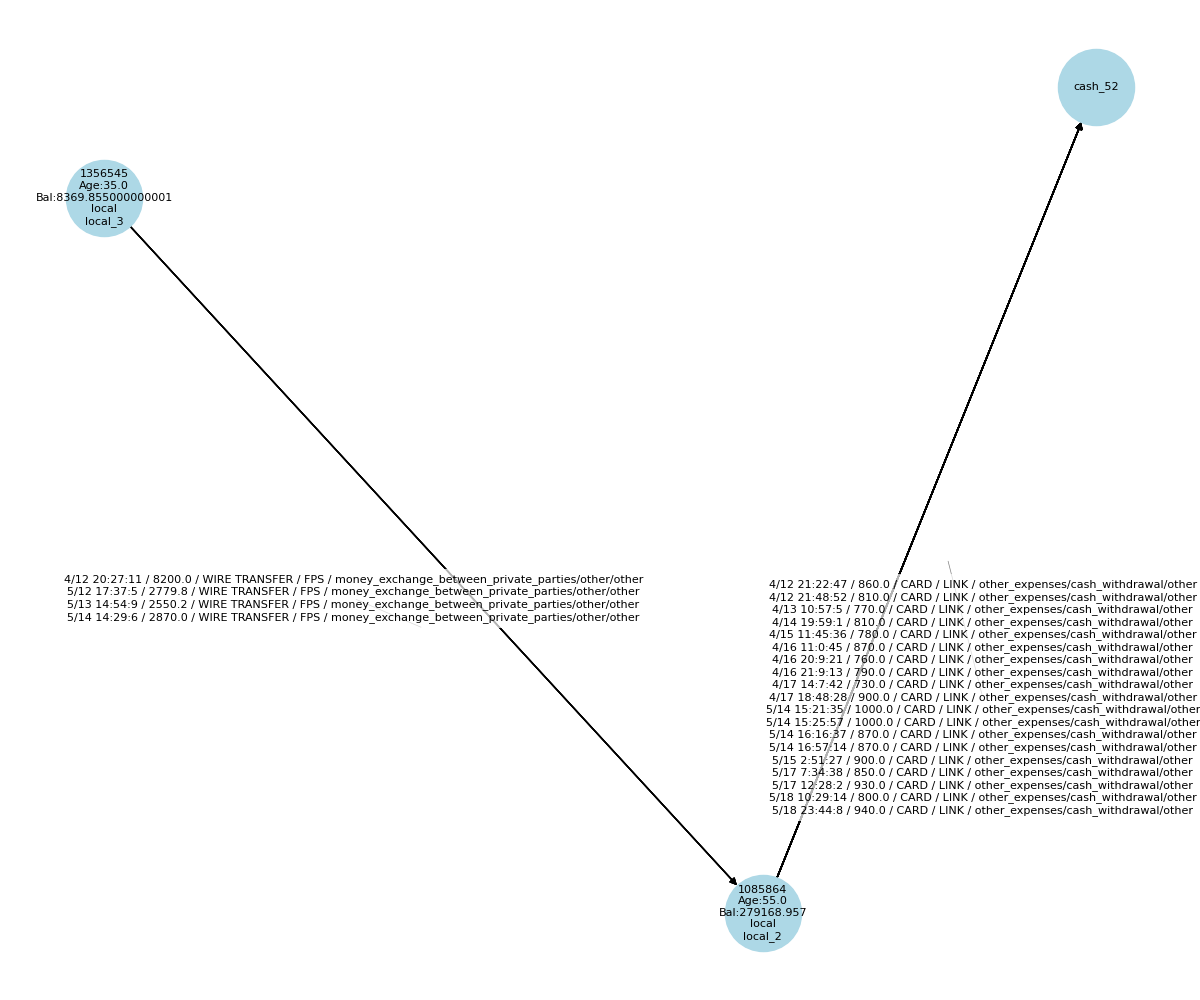 cash_52
1356545
Age:35.0
Bal:8369.855000000001
local
local_3
4/12 20:27:11 / 8200.0 / WIRE TRANSFER / FPS / money_exchange_between_private_parties/other/other
5/12 17:37:5 / 2779.8 / WIRE TRANSFER / FPS / money_exchange_between_private_parties/other/other
5/13 14:54:9 / 2550.2 / WIRE TRANSFER / FPS / money_exchange_between_private_parties/other/other
5/14 14:29:6 / 2870.0 / WIRE TRANSFER / FPS / money_exchange_between_private_parties/other/other
4/12 21:22:47 / 860.0 / CARD / LINK / other_expenses/cash_withdrawal/other
4/12 21:48:52 / 810.0 / CARD / LINK / other_expenses/cash_withdrawal/other
4/13 10:57:5 / 770.0 / CARD / LINK / other_expenses/cash_withdrawal/other
4/14 19:59:1 / 810.0 / CARD / LINK / other_expenses/cash_withdrawal/other
4/15 11:45:36 / 780.0 / CARD / LINK / other_expenses/cash_withdrawal/other
4/16 11:0:45 / 870.0 / CARD / LINK / other_expenses/cash_withdrawal/other
4/16 20:9:21 / 760.0 / CARD / LINK / other_expenses/cash_withdrawal/other
4/16 21:9:13 / 790.0 / CARD / LINK / other_expenses/cash_withdrawal/other
4/17 14:7:42 / 730.0 / CARD / LINK / other_expenses/cash_withdrawal/other
4/17 18:48:28 / 900.0 / CARD / LINK / other_expenses/cash_withdrawal/other
5/14 15:21:35 / 1000.0 / CARD / LINK / other_expenses/cash_withdrawal/other
5/14 15:25:57 / 1000.0 / CARD / LINK / other_expenses/cash_withdrawal/other
5/14 16:16:37 / 870.0 / CARD / LINK / other_expenses/cash_withdrawal/other
5/14 16:57:14 / 870.0 / CARD / LINK / other_expenses/cash_withdrawal/other
5/15 2:51:27 / 900.0 / CARD / LINK / other_expenses/cash_withdrawal/other
5/17 7:34:38 / 850.0 / CARD / LINK / other_expenses/cash_withdrawal/other
5/17 12:28:2 / 930.0 / CARD / LINK / other_expenses/cash_withdrawal/other
5/18 10:29:14 / 800.0 / CARD / LINK / other_expenses/cash_withdrawal/other
5/18 23:44:8 / 940.0 / CARD / LINK / other_expenses/cash_withdrawal/other
1085864
Age:55.0
Bal:279168.957
local
local_2